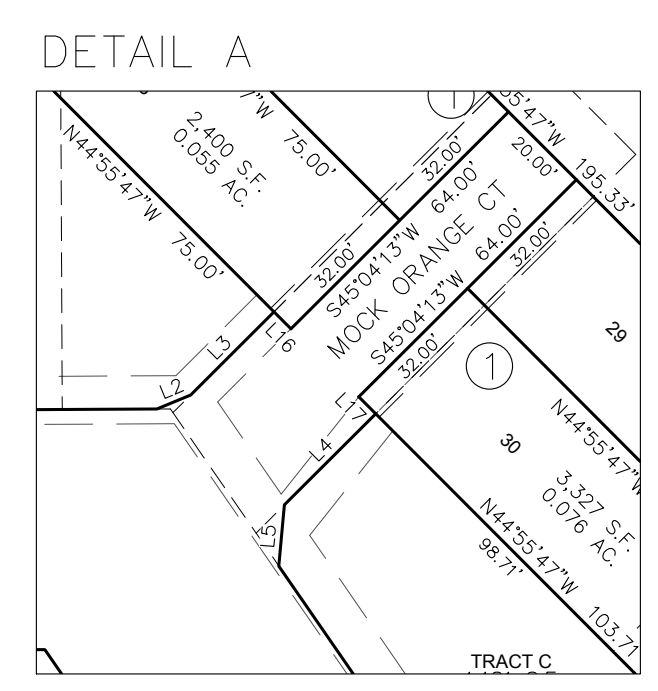 DETAIL A
N44°55'47"W 75.00'
2,400 S.F.
0.055 AC.
75.00'
32.00'
32.00'
S45°04'13"W 64.00'
MOCK ORANGE CT
S45°04'13"W 64.00'
20.00'
195.33'
32.00'
32.00'
1
1
L16
L3
L2
L17
L4
L5
29
30
N44°55'47"W
3,327 S.F.
0.076 AC.
N44°55'47"W
98.71'
103.71
TRACT C